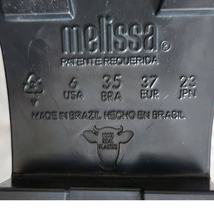 melissa®
PATENTE REQUERIDA
6 35 37 23
USA BRA EUR JPN
MADE IN BRAZIL HECHO EN BRASIL